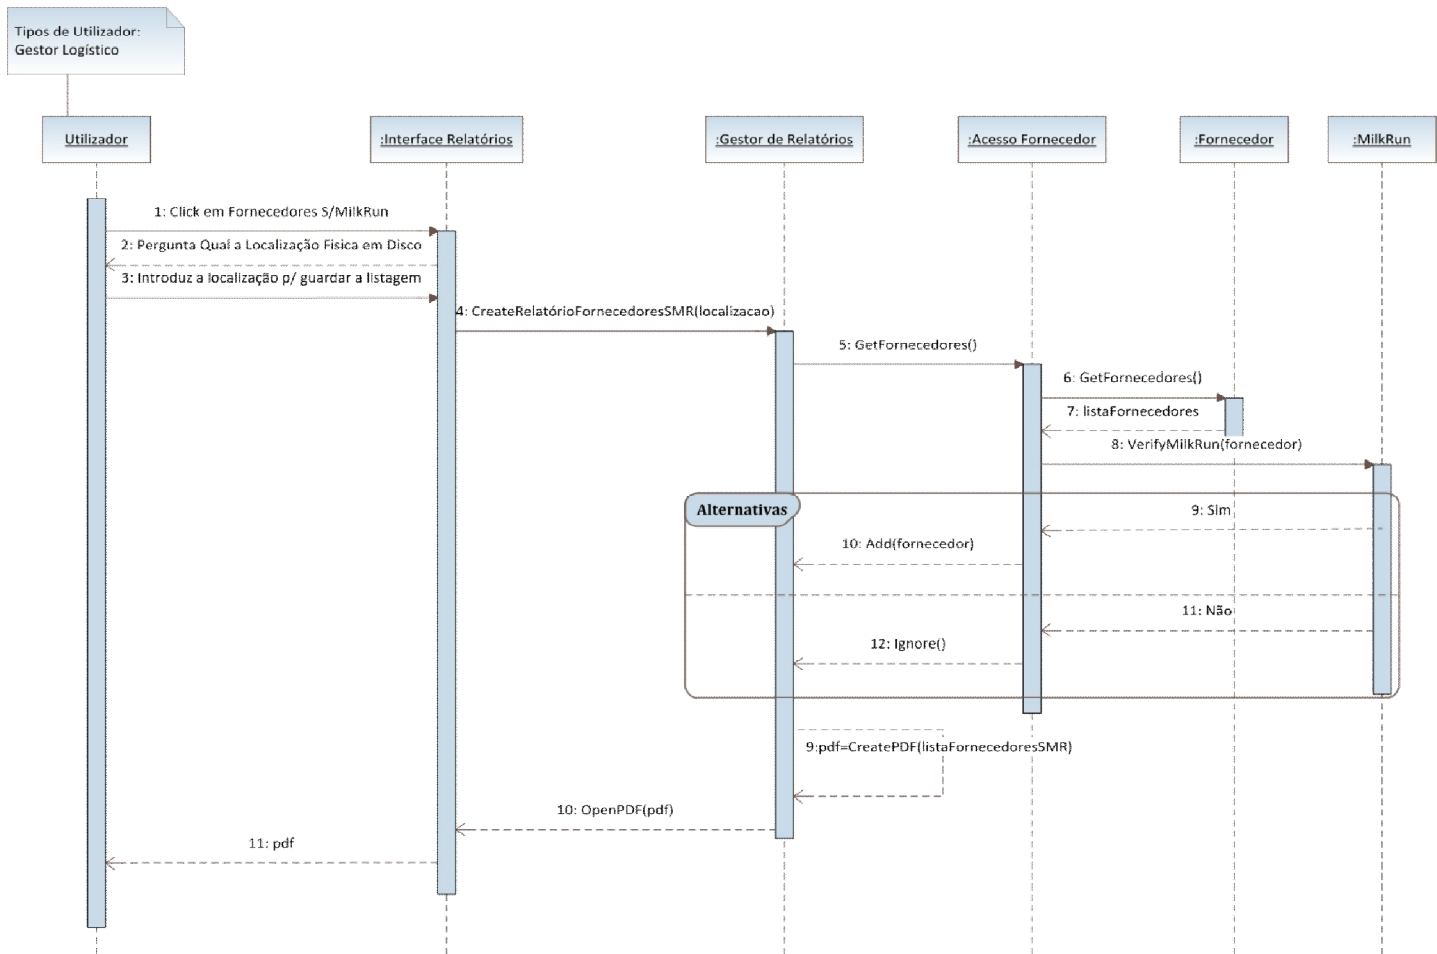 Tipos de Utilizador:
Gestor Logístico
Utilizador
:Interface Relatórios
:Gestor de Relatórios
:Acesso Fornecedor
:Fornecedor
:MilkRun
1: Click em Fornecedores S/MilkRun
2: Pergunta Qual a Localização Fisica em Disco
3: Introduz a localização p/ guardar a listagem
4: CreateRelatórioFornecedoresSMR(localizacao)
5: GetFornecedores()
6: GetFornecedores()
7: listaFornecedores
8: VerifyMilkRun(fornecedor)
Alternativas
9: Sim
10: Add(fornecedor)
11: Não
12: Ignore()
9:pdf=CreatePDF(listaFornecedoresSMR)
10: OpenPDF(pdf)
11: pdf